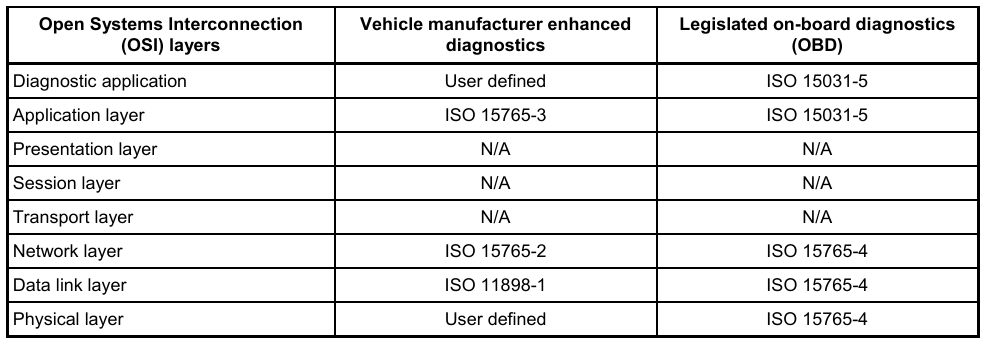 Open Systems Interconnection (OSI) layers | Vehicle manufacturer enhanced diagnostics | Legislated on-board diagnostics (OBD)
Diagnostic application | User defined | ISO 15031-5
Application layer | ISO 15765-3 | ISO 15031-5
Presentation layer | N/A | N/A
Session layer | N/A | N/A
Transport layer | N/A | N/A
Network layer | ISO 15765-2 | ISO 15765-4
Data link layer | ISO 11898-1 | ISO 15765-4
Physical layer | User defined | ISO 15765-4